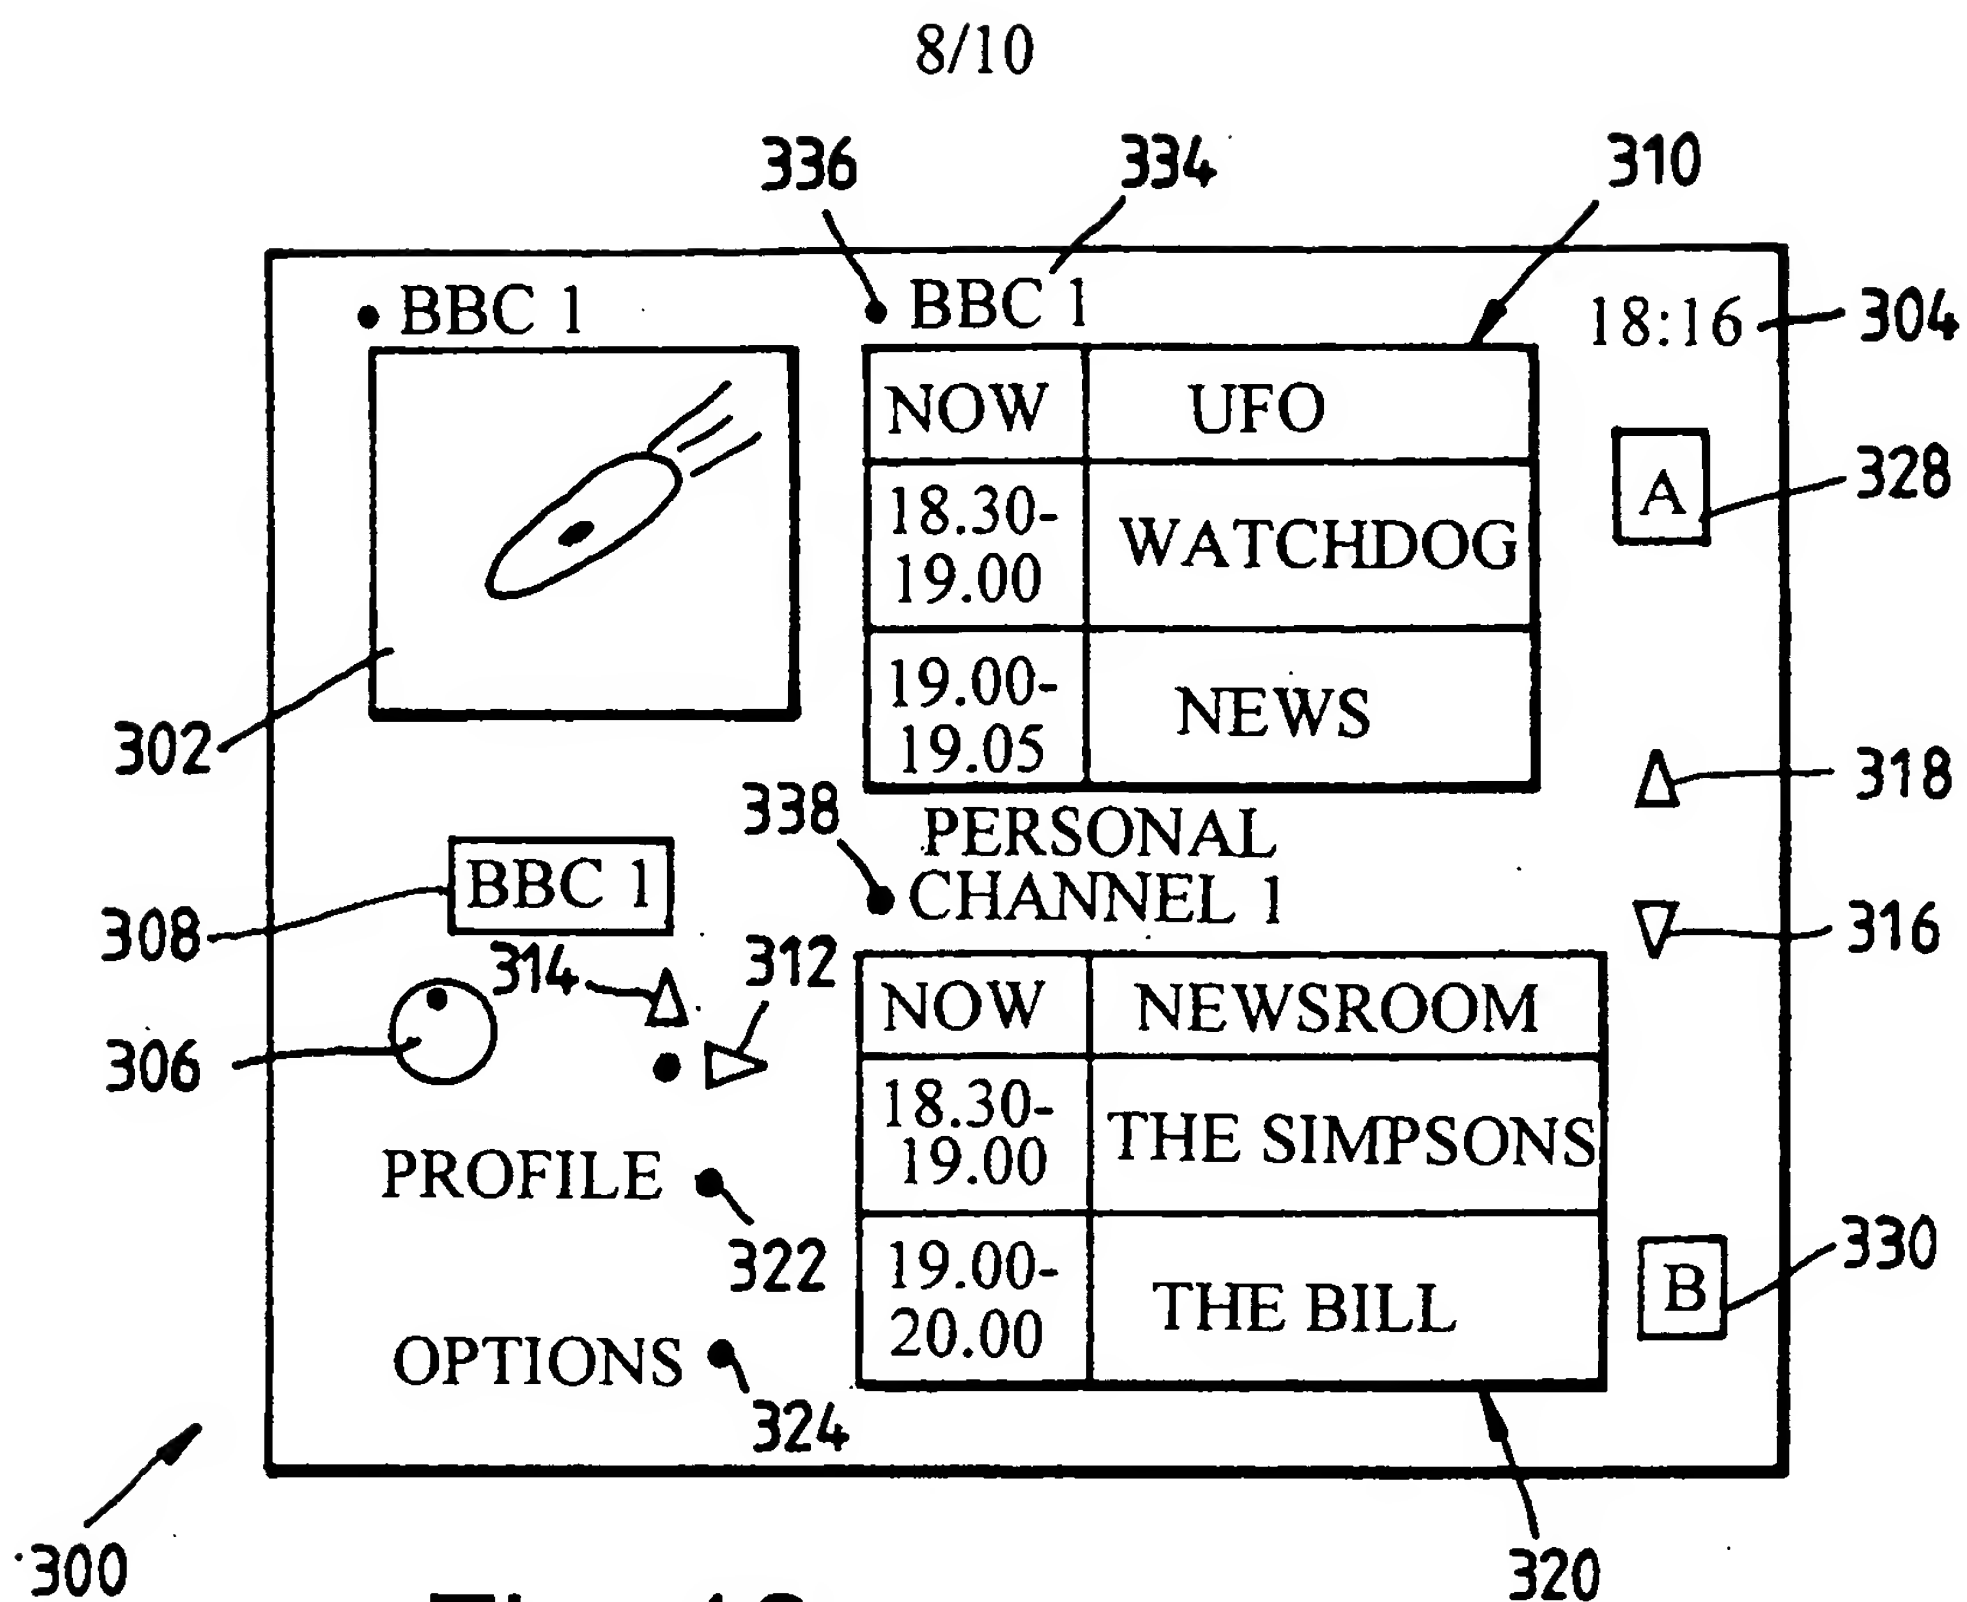 8/10
336
334
310
BBC 1
BBC 1
18:16
304
NOW
UFO
328
A
18.30-
19.00
WATCHDOG
19.00-
19.05
NEWS
302
318
338
PERSONAL
CHANNEL 1
BBC 1
308
316
314
312
NOW
NEWSROOM
306
18.30-
19.00
THE SIMPSONS
PROFILE
322
330
B
19.00-
20.00
THE BILL
OPTIONS
324
300
320